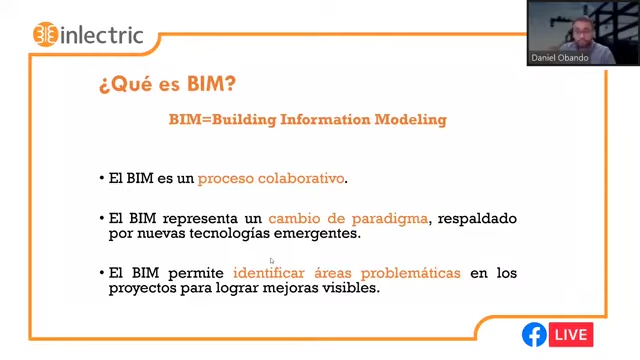 inlectric
Daniel Obando
¿Qué es BIM?
BIM=Building Information Modeling
• El BIM es un proceso colaborativo.
• El BIM representa un cambio de paradigma, respaldado
por nuevas tecnologías emergentes.
• El BIM permite identificar áreas problemáticas en los
proyectos para lograr mejoras visibles.
LIVE